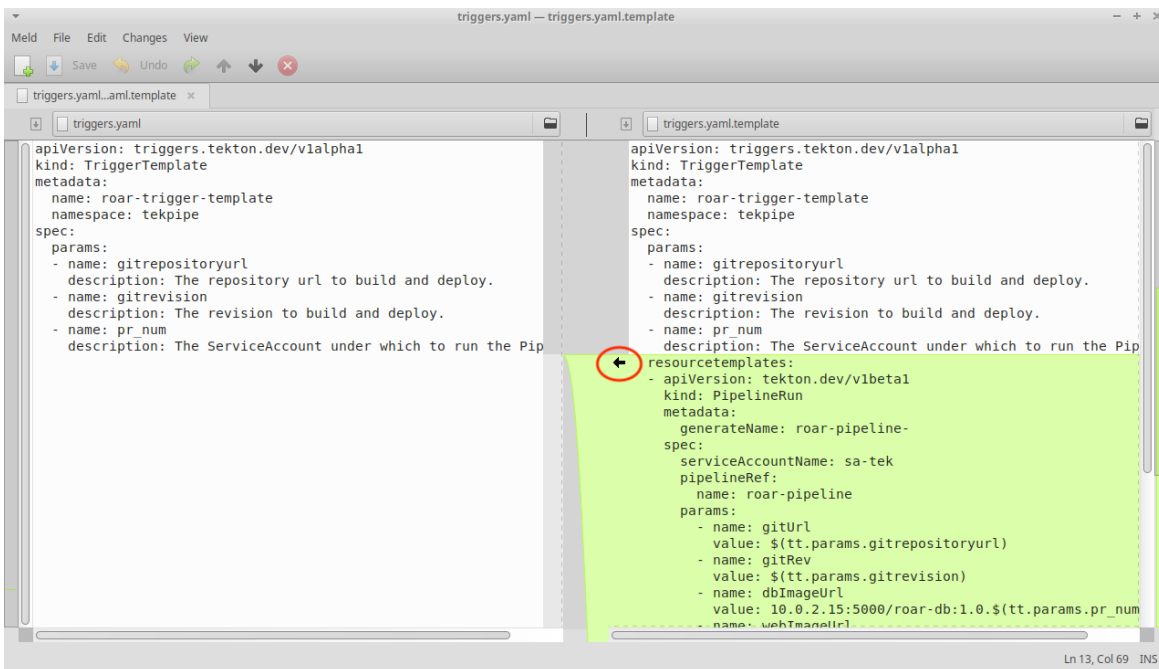 triggers.yaml — triggers.yaml.template
Meld File Edit Changes View
Save Undo
triggers.yaml...aml.template
triggers.yaml
apiVersion: triggers.tekton.dev/v1alpha1
kind: TriggerTemplate
metadata:
  name: roar-trigger-template
  namespace: tekpipe
spec:
  params:
  - name: gitrepositoryurl
    description: The repository url to build and deploy.
  - name: gitrevision
    description: The revision to build and deploy.
  - name: pr_num
    description: The ServiceAccount under which to run the Pip
triggers.yaml.template
apiVersion: triggers.tekton.dev/v1alpha1
kind: TriggerTemplate
metadata:
  name: roar-trigger-template
  namespace: tekpipe
spec:
  params:
  - name: gitrepositoryurl
    description: The repository url to build and deploy.
  - name: gitrevision
    description: The revision to build and deploy.
  - name: pr_num
    description: The ServiceAccount under which to run the Pip
  resourcetemplates:
  - apiVersion: tekton.dev/v1beta1
    kind: PipelineRun
    metadata:
      generateName: roar-pipeline-
    spec:
      serviceAccountName: sa-tek
      pipelineRef:
        name: roar-pipeline
      params:
        - name: gitUrl
          value: $(tt.params.gitrepositoryurl)
        - name: gitRev
          value: $(tt.params.gitrevision)
        - name: dbImageUrl
          value: 10.0.2.15:5000/roar-db:1.0.$(tt.params.pr_num
        - name: webImageUrl
Ln 13, Col 69 INS